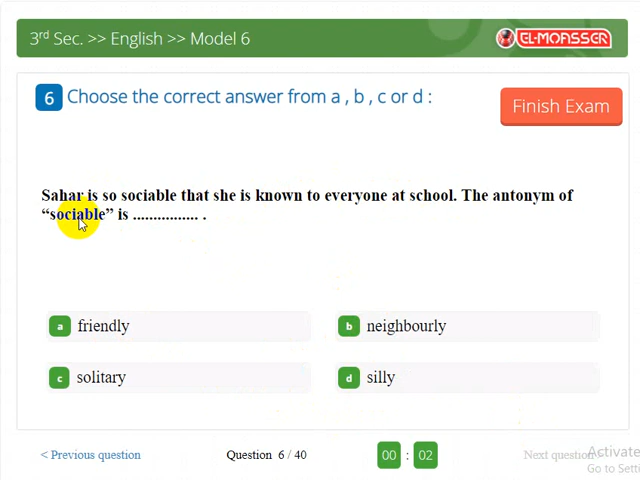 3rd Sec. >> English >> Model 6
EL-MOASSER
6 Choose the correct answer from a , b , c or d :
Finish Exam
Sahar is so sociable that she is known to everyone at school. The antonym of
“sociable” is ................ .
a friendly
b neighbourly
c solitary
d silly
< Previous question
Question 6 / 40
00 : 02
Next question
Activate
Go to Setti